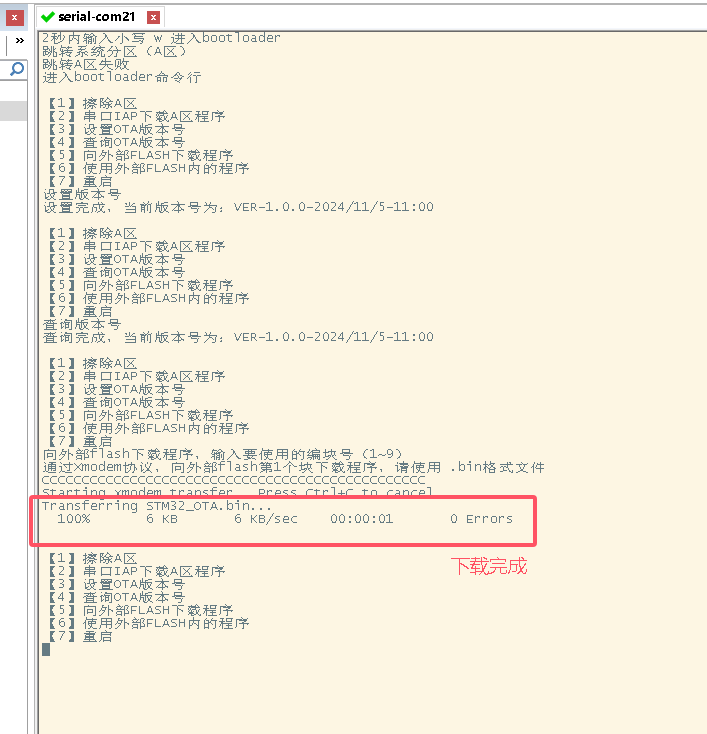 serial-com21
2秒内输入小写 w 进入bootloader
跳转系统分区（A区）
跳转A区失败
进入bootloader命令行
【1】擦除A区
【2】串口IAP下载A区程序
【3】设置OTA版本号
【4】查询OTA版本号
【5】向外部FLASH下载程序
【6】使用外部FLASH内的程序
【7】重启
设置版本号
设置完成，当前版本号为：VER-1.0.0-2024/11/5-11:00
【1】擦除A区
【2】串口IAP下载A区程序
【3】设置OTA版本号
【4】查询OTA版本号
【5】向外部FLASH下载程序
【6】使用外部FLASH内的程序
【7】重启
查询版本号
查询完成，当前版本号为：VER-1.0.0-2024/11/5-11:00
【1】擦除A区
【2】串口IAP下载A区程序
【3】设置OTA版本号
【4】查询OTA版本号
【5】向外部FLASH下载程序
【6】使用外部FLASH内的程序
【7】重启
向外部flash下载程序，输入要使用的编块号（1~9）
通过Xmodem协议，向外部flash第1个块下载程序，请使用 .bin格式文件
CCCCCCCCCCCCCCCCCCCCCCCCCCCCCCCCCCCCCCCCCCCCCCCC
Starting xmodem transfer.  Press Ctrl+C to cancel.
Transferring STM32_OTA.bin...
100% 6 KB 6 KB/sec 00:00:01 0 Errors
【1】擦除A区
【2】串口IAP下载A区程序
【3】设置OTA版本号
【4】查询OTA版本号
【5】向外部FLASH下载程序
【6】使用外部FLASH内的程序
【7】重启
下载完成